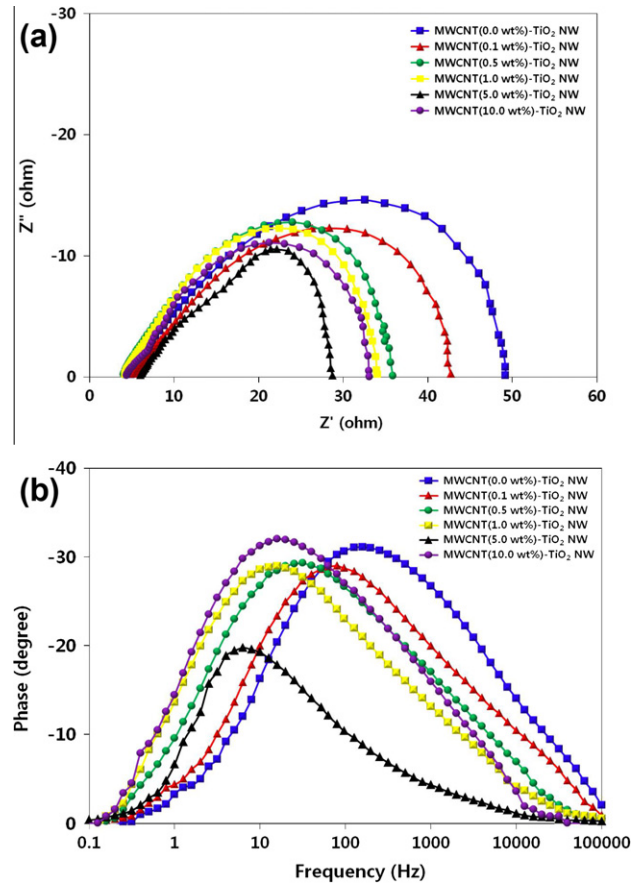 (a)
-30
-20
-10
0
Z'' (ohm)
MWCNT(0.0 wt%)-TiO₂ NW
MWCNT(0.1 wt%)-TiO₂ NW
MWCNT(0.5 wt%)-TiO₂ NW
MWCNT(1.0 wt%)-TiO₂ NW
MWCNT(5.0 wt%)-TiO₂ NW
MWCNT(10.0 wt%)-TiO₂ NW
0 10 20 30 40 50 60
Z' (ohm)
(b)
-40
-30
-20
-10
0
Phase (degree)
MWCNT(0.0 wt%)-TiO₂ NW
MWCNT(0.1 wt%)-TiO₂ NW
MWCNT(0.5 wt%)-TiO₂ NW
MWCNT(1.0 wt%)-TiO₂ NW
MWCNT(5.0 wt%)-TiO₂ NW
MWCNT(10.0 wt%)-TiO₂ NW
0.1 1 10 100 1000 10000 100000
Frequency (Hz)